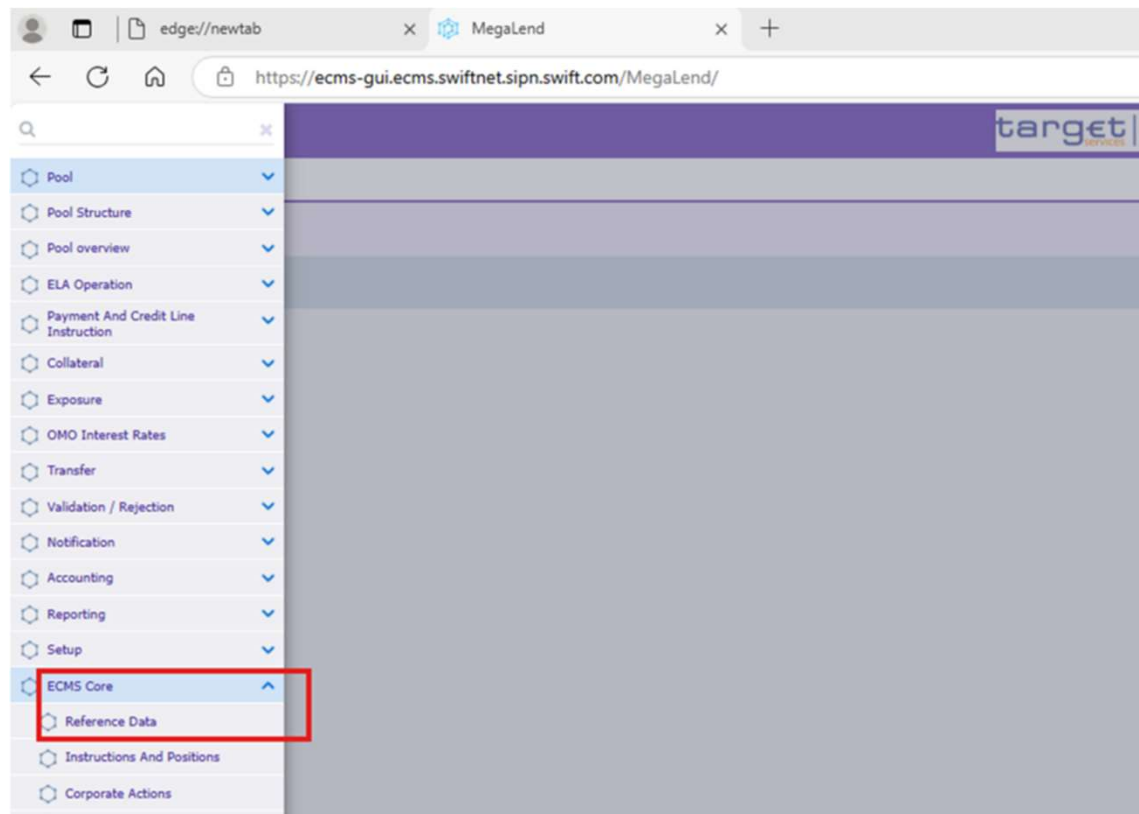 edge://newtab
MegaLend
https://ecms-gui.ecms.swiftnet.sipn.swift.com/MegaLend/
target|
services
Pool
Pool Structure
Pool overview
ELA Operation
Payment And Credit Line
Instruction
Collateral
Exposure
OMO Interest Rates
Transfer
Validation / Rejection
Notification
Accounting
Reporting
Setup
ECMS Core
Reference Data
Instructions And Positions
Corporate Actions